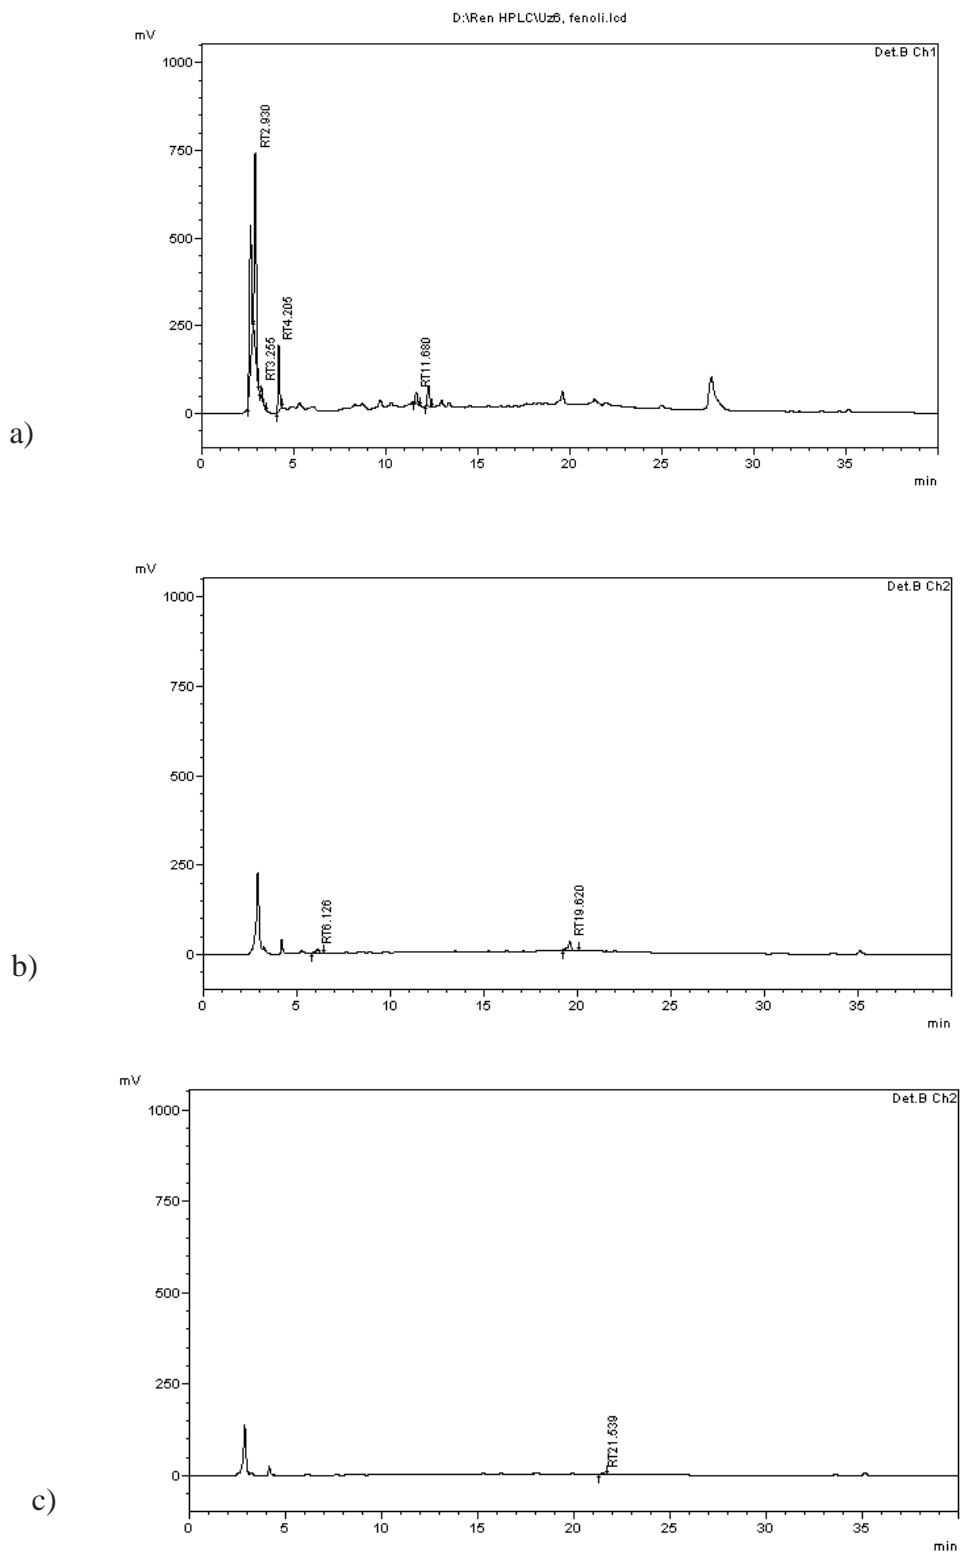 D:\Ren HPLC\Uz6, fenoli.lcd
mV
Det.B Ch1
1000
750
500
250
0
RT2.930
RT3.255
RT4.205
RT11.680
a)
0 5 10 15 20 25 30 35
min
mV
Det.B Ch2
1000
750
500
250
0
RT6.126
RT19.620
b)
0 5 10 15 20 25 30 35
min
mV
Det.B Ch2
1000
750
500
250
0
RT21.539
c)
0 5 10 15 20 25 30 35
min